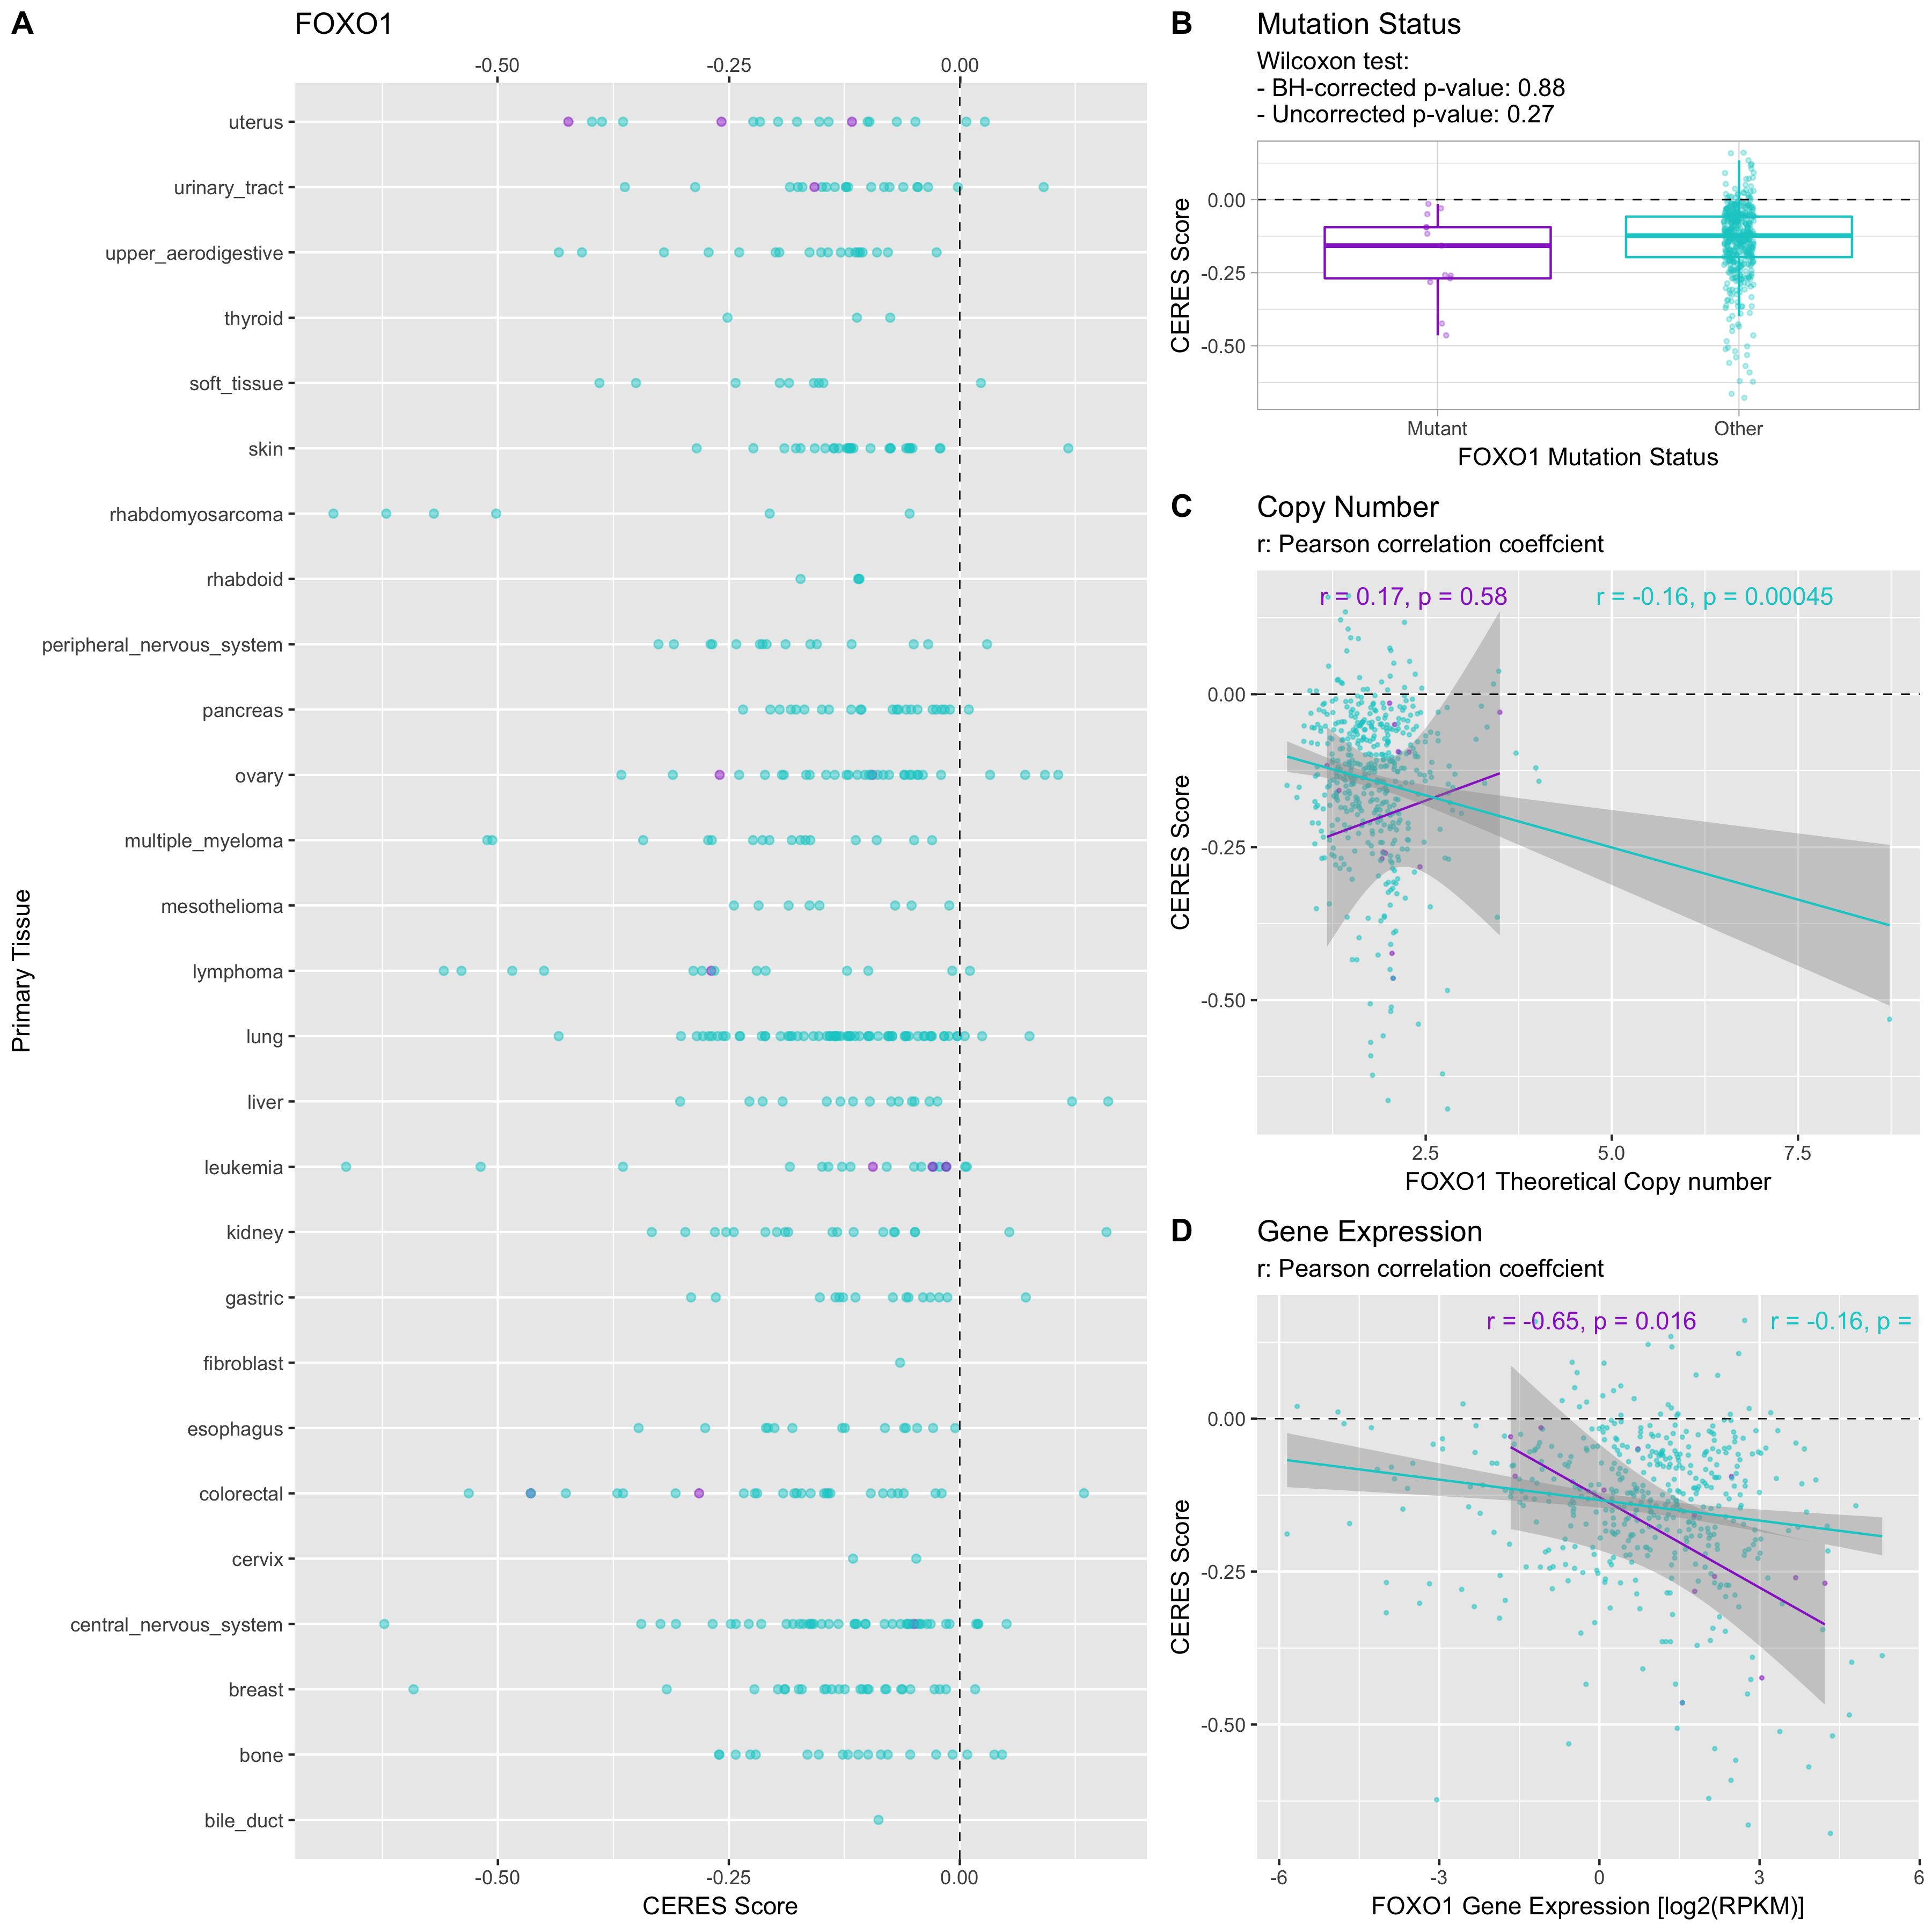 A
FOXO1
-0.50 -0.25 0.00
uterus
urinary_tract
upper_aerodigestive
thyroid
soft_tissue
skin
rhabdomyosarcoma
rhabdoid
peripheral_nervous_system
pancreas
ovary
multiple_myeloma
mesothelioma
lymphoma
lung
liver
leukemia
kidney
gastric
fibroblast
esophagus
colorectal
cervix
central_nervous_system
breast
bone
bile_duct
Primary Tissue
-0.50 -0.25 0.00
CERES Score
B
Mutation Status
Wilcoxon test:
- BH-corrected p-value: 0.88
- Uncorrected p-value: 0.27
0.00
-0.25
-0.50
CERES Score
Mutant Other
FOXO1 Mutation Status
C
Copy Number
r: Pearson correlation coeffcient
r = 0.17, p = 0.58 r = -0.16, p = 0.00045
0.00
-0.25
-0.50
CERES Score
2.5 5.0 7.5
FOXO1 Theoretical Copy number
D
Gene Expression
r: Pearson correlation coeffcient
r = -0.65, p = 0.016 r = -0.16, p =
0.00
-0.25
-0.50
CERES Score
-6 -3 0 3 6
FOXO1 Gene Expression [log2(RPKM)]